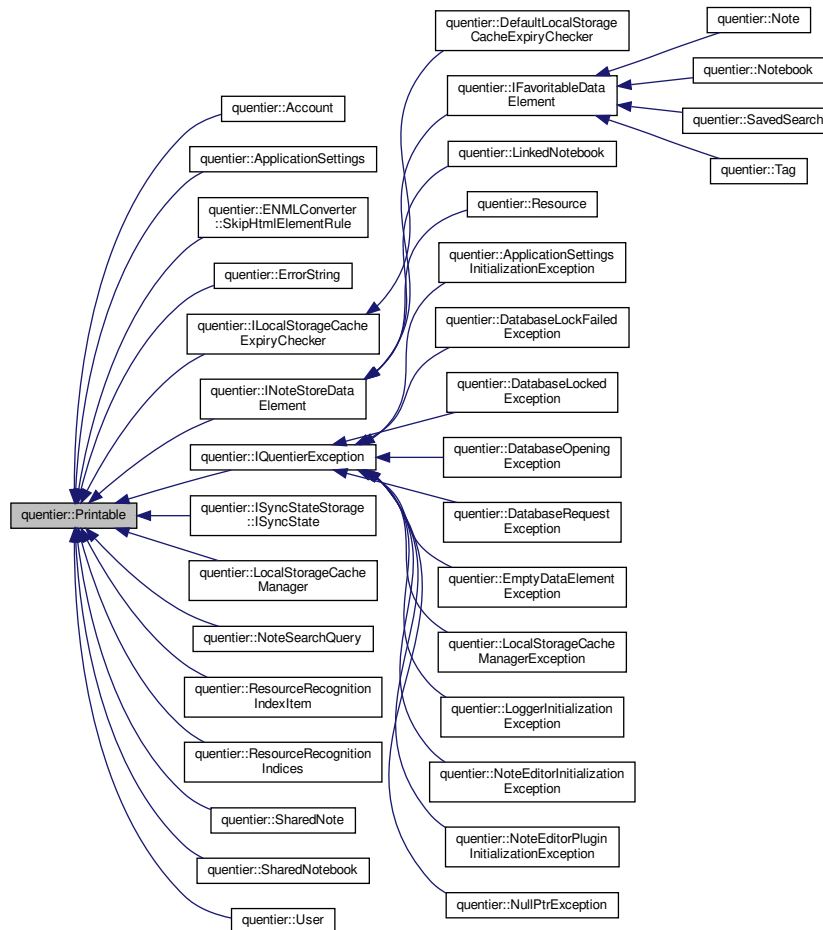 quentier::Printable
quentier::Account
quentier::ApplicationSettings
quentier::ENMLConverter
::SkipHtmlElementRule
quentier::ErrorString
quentier::ILocalStorageCache
ExpiryChecker
quentier::INoteStoreData
Element
quentier::IQuentierException
quentier::ISyncStateStorage
::ISyncState
quentier::LocalStorageCache
Manager
quentier::NoteSearchQuery
quentier::ResourceRecognition
IndexItem
quentier::ResourceRecognition
Indices
quentier::SharedNote
quentier::SharedNotebook
quentier::User
quentier::DefaultLocalStorage
CacheExpiryChecker
quentier::IFavoritableData
Element
quentier::LinkedNotebook
quentier::Resource
quentier::ApplicationSettings
InitializationException
quentier::DatabaseLockFailed
Exception
quentier::DatabaseLocked
Exception
quentier::DatabaseOpening
Exception
quentier::DatabaseRequest
Exception
quentier::EmptyDataElement
Exception
quentier::LocalStorageCache
ManagerException
quentier::LoggerInitialization
Exception
quentier::NoteEditorInitialization
Exception
quentier::NoteEditorPlugin
InitializationException
quentier::NullPtrException
quentier::Note
quentier::Notebook
quentier::SavedSearch
quentier::Tag